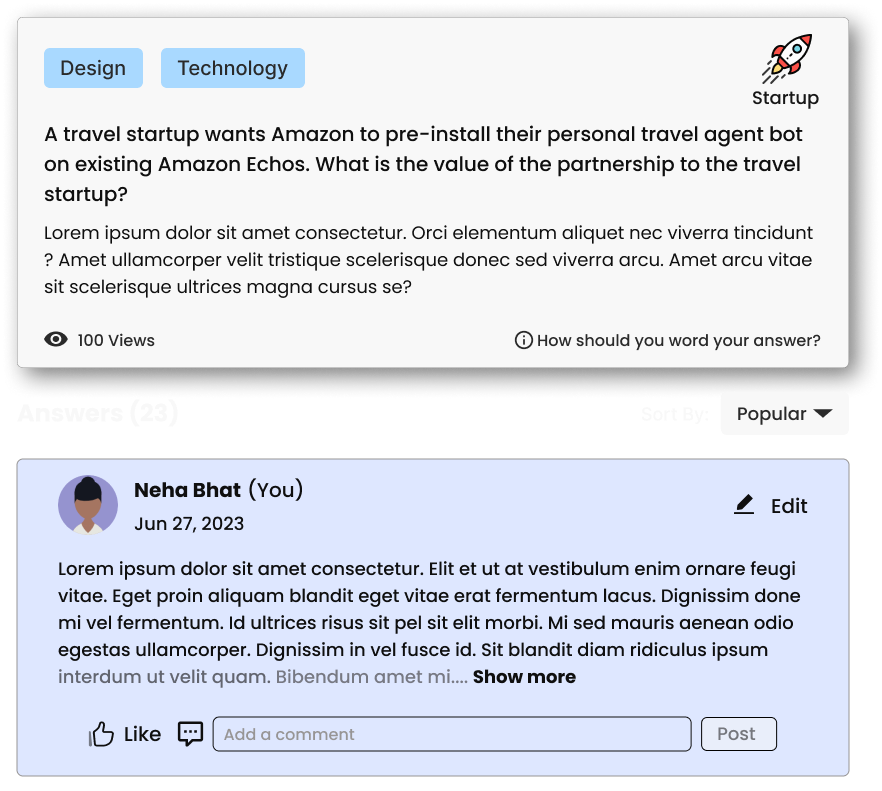 Design
Technology
Startup
A travel startup wants Amazon to pre-install their personal travel agent bot
on existing Amazon Echos. What is the value of the partnership to the travel
startup?
Lorem ipsum dolor sit amet consectetur. Orci elementum aliquet nec viverra tincidunt
? Amet ullamcorper velit tristique scelerisque donec sed viverra arcu. Amet arcu vitae
sit scelerisque ultrices magna cursus se?
100 Views
How should you word your answer?
Answers (23)
Sort By:
Popular
Neha Bhat (You)
Jun 27, 2023
Edit
Lorem ipsum dolor sit amet consectetur. Elit et ut at vestibulum enim ornare feugi
vitae. Eget proin aliquam blandit eget vitae erat fermentum lacus. Dignissim done
mi vel fermentum. Id ultrices risus sit pel sit elit morbi. Mi sed mauris aenean odio
egestas ullamcorper. Dignissim in vel fusce id. Sit blandit diam ridiculus ipsum
interdum ut velit quam. Bibendum amet mi.... Show more
Like
Add a comment
Post